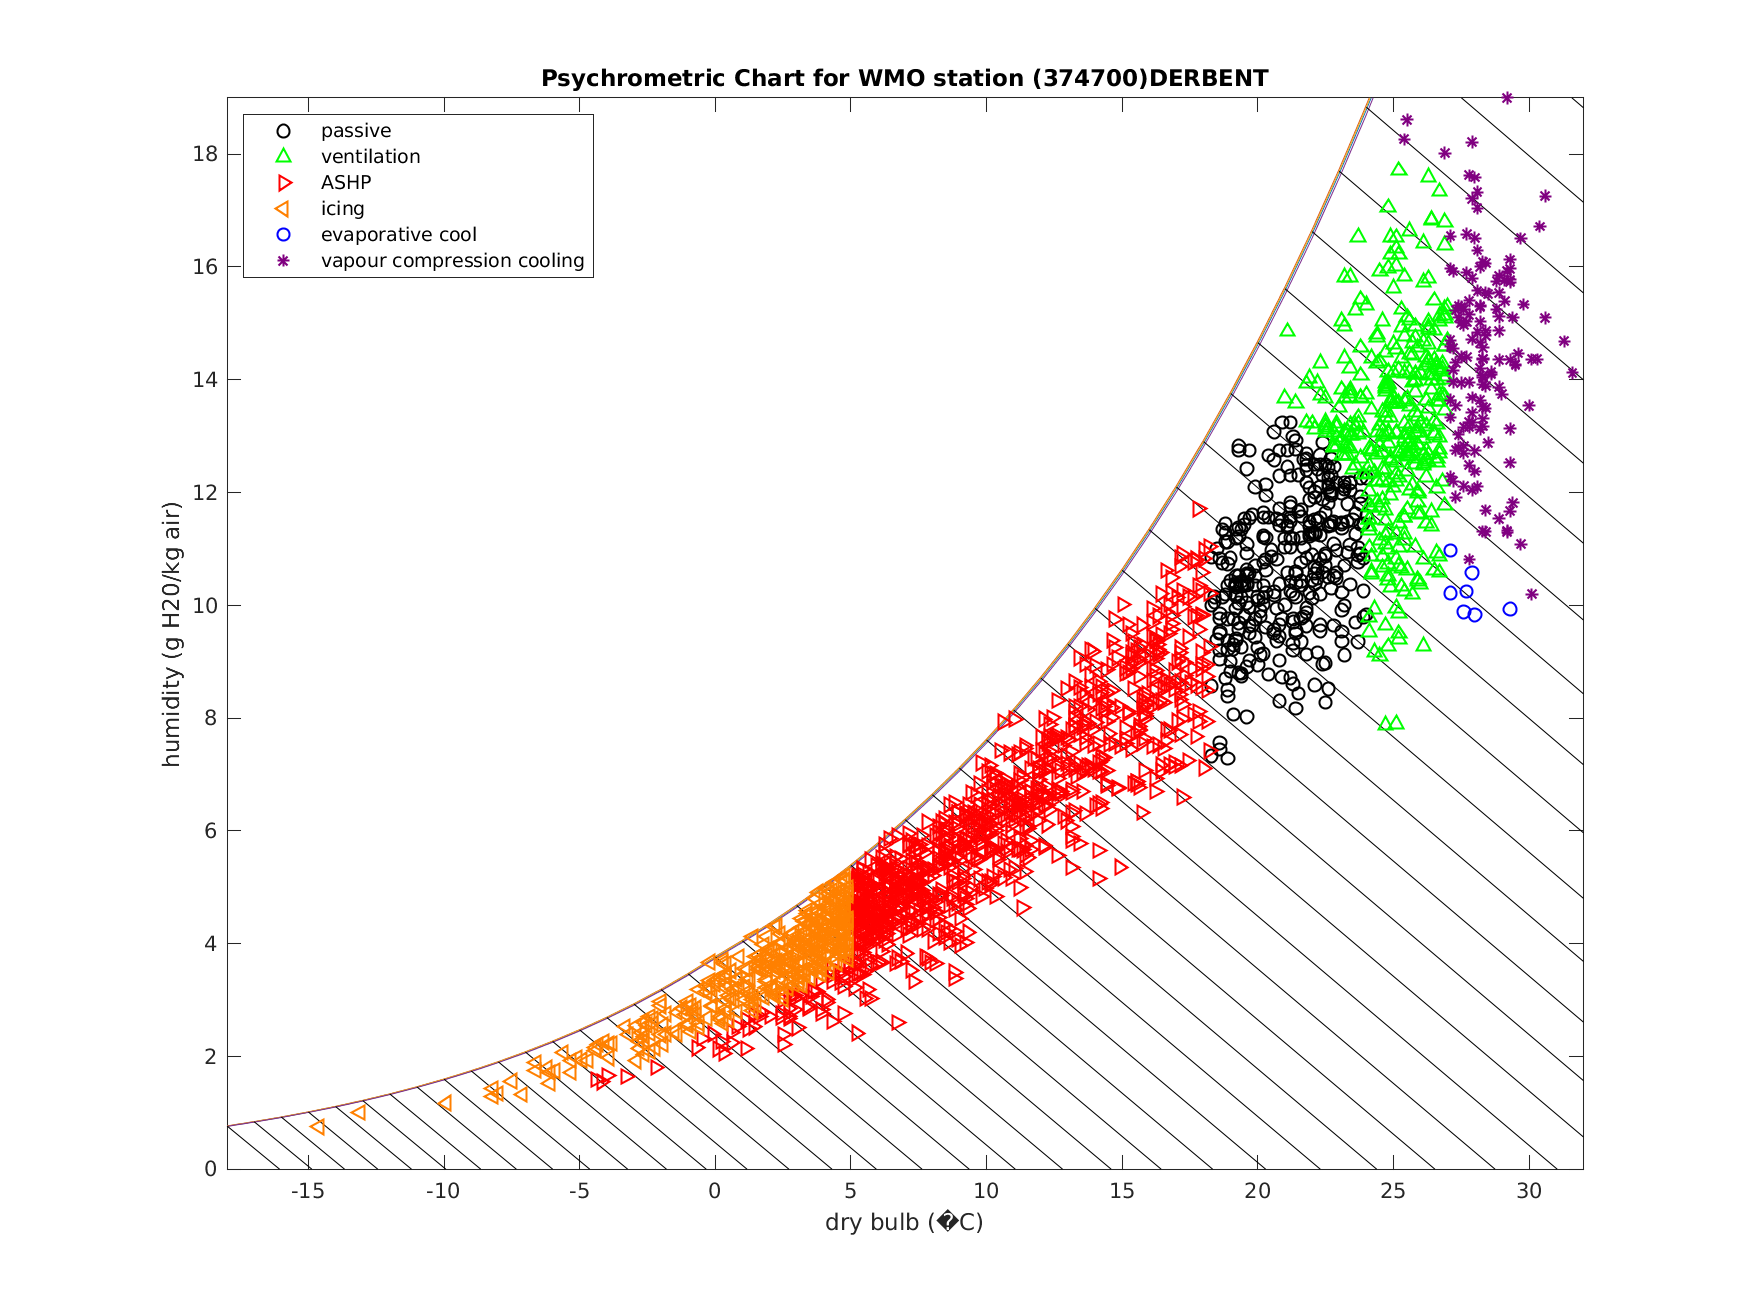 Psychrometric Chart for WMO station (374700)DERBENT
passive
ventilation
ASHP
icing
evaporative cool
vapour compression cooling
18
16
14
12
10
8
6
4
2
0
humidity (g H20/kg air)
-15 -10 -5 0 5 10 15 20 25 30
dry bulb (�C)